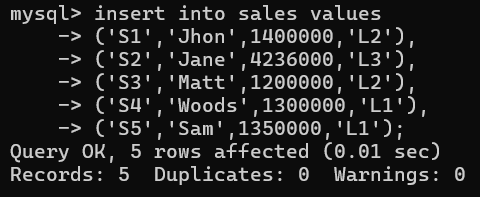 mysql> insert into sales values
    -> ('S1','Jhon',1400000,'L2'),
    -> ('S2','Jane',4236000,'L3'),
    -> ('S3','Matt',1200000,'L2'),
    -> ('S4','Woods',1300000,'L1'),
    -> ('S5','Sam',1350000,'L1');
Query OK, 5 rows affected (0.01 sec)
Records: 5  Duplicates: 0  Warnings: 0